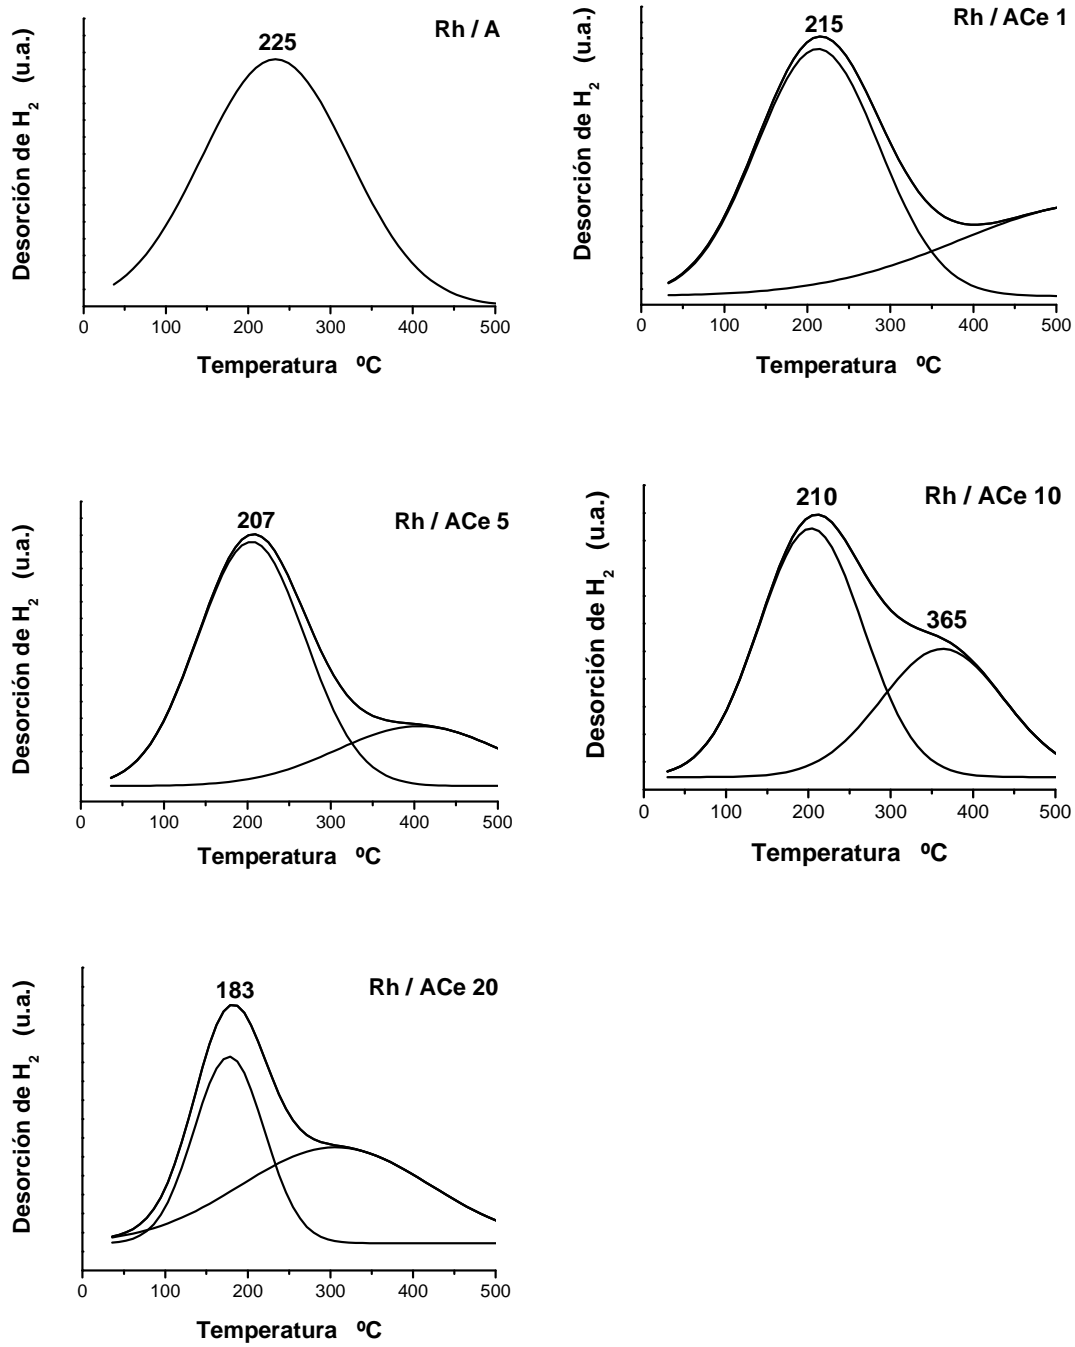 Rh / A
225
Desorción de H2 (u.a.)
0 100 200 300 400 500
Temperatura ºC
Rh / ACe 1
215
Desorción de H2 (u.a.)
0 100 200 300 400 500
Temperatura ºC
Rh / ACe 5
207
Desorción de H2 (u.a.)
0 100 200 300 400 500
Temperatura ºC
Rh / ACe 10
210
365
Desorción de H2 (u.a.)
0 100 200 300 400 500
Temperatura ºC
Rh / ACe 20
183
Desorción de H2 (u.a.)
0 100 200 300 400 500
Temperatura ºC